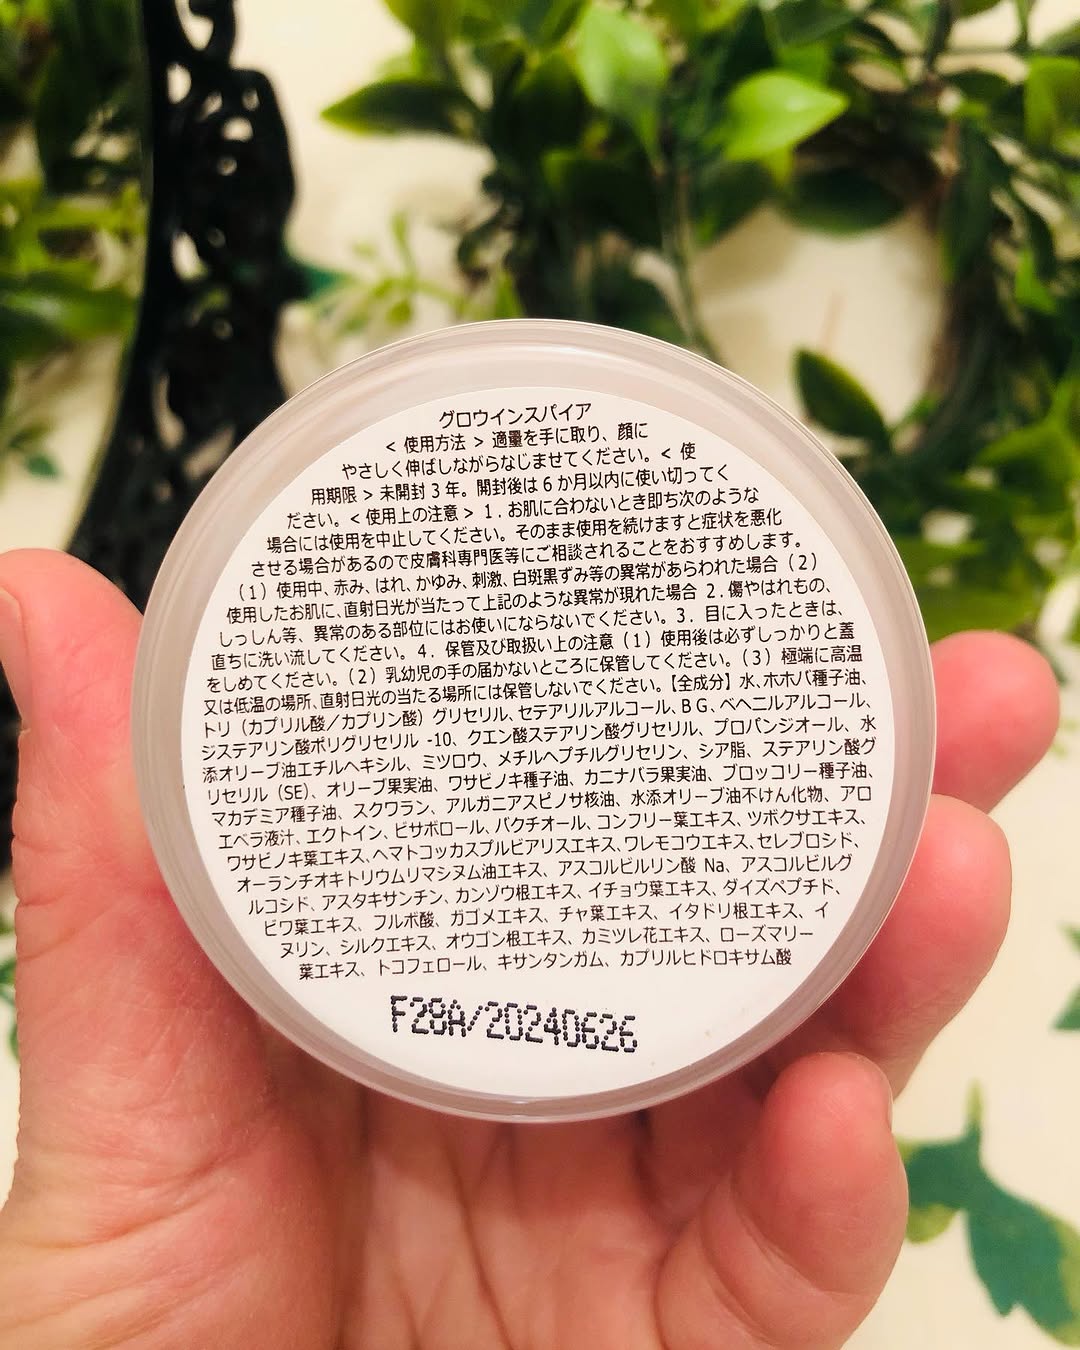 グロウインスパイア
< 使用方法 > 適量を手に取り、顔に
やさしく伸ばしながらなじませてください。< 使
用期限 > 未開封 3 年。開封後は 6 か月以内に使い切ってく
ださい。< 使用上の注意 > 1 . お肌に合わないとき即ち次のような
場合には使用を中止してください。そのまま使用を続けますと症状を悪化
させる場合があるので皮膚科専門医等にご相談されることをおすすめします。
(1) 使用中、赤み、はれ、かゆみ、刺激、白斑黒ずみ等の異常があらわれた場合 (2)
使用したお肌に、直射日光が当たって上記のような異常が現れた場合 2 . 傷やはれもの、
しっしん等、異常のある部位にはお使いにならないでください。3 . 目に入ったときは、
直ちに洗い流してください。4 . 保管及び取扱い上の注意 (1) 使用後は必ずしっかりと蓋
をしめてください。(2) 乳幼児の手の届かないところに保管してください。(3) 極端に高温
又は低温の場所、直射日光の当たる場所には保管しないでください。【全成分】水、ホホバ種子油、
トリ (カプリル酸／カプリン酸) グリセリル、セテアリルアルコール、BG、ベヘニルアルコール、
ジステアリン酸ポリグリセリル -10、クエン酸ステアリン酸グリセリル、プロパンジオール、水
添オリーブ油エチルヘキシル、ミツロウ、メチルヘプチルグリセリン、シア脂、ステアリン酸グ
リセリル (SE)、オリーブ果実油、ワサビノキ種子油、カニナバラ果実油、ブロッコリー種子油、
マカデミア種子油、スクワラン、アルガニアスピノサ核油、水添オリーブ油不けん化物、アロ
エベラ液汁、エクトイン、ビサボロール、バクチオール、コンフリー葉エキス、ツボクサエキス、
ワサビノキ葉エキス、ヘマトコッカスプルビアリスエキス、ワレモコウエキス、セレブロシド、
オーランチオキトリウムリマシヌム油エキス、アスコルビルリン酸 Na、アスコルビルグ
ルコシド、アスタキサンチン、カンゾウ根エキス、イチョウ葉エキス、ダイズペプチド、
ビワ葉エキス、フルボ酸、ガゴメエキス、チャ葉エキス、イタドリ根エキス、イ
ヌリン、シルクエキス、オウゴン根エキス、カミツレ花エキス、ローズマリー
葉エキス、トコフェロール、キサンタンガム、カプリルヒドロキサム酸
F28A/20240626